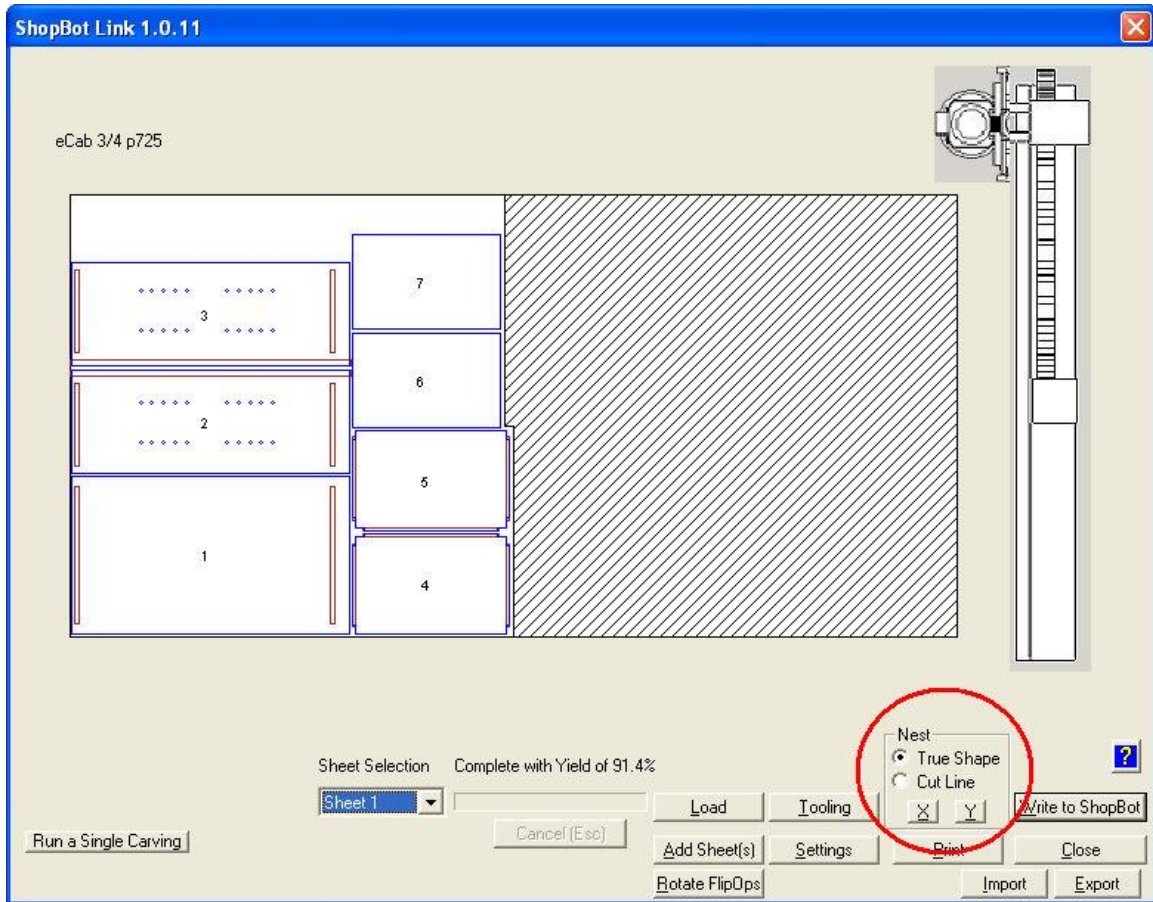 ShopBot Link 1.0.11
eCab 3/4 p725
7
3
6
2
5
1
4
Nest
True Shape
Cut Line
X Y
?
Sheet Selection Complete with Yield of 91.4%
Sheet 1
Load Tooling Write to ShopBot
Cancel (Esc)
Run a Single Carving
Add Sheet(s) Settings Print Close
Rotate FlipOps Import Export